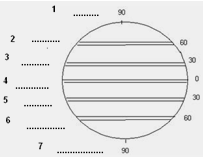 1 ............ 90
2 ............ 60
3 ............ 30
4 ............ 0
5 ............ 30
6 ............ 60
7 ............ 90